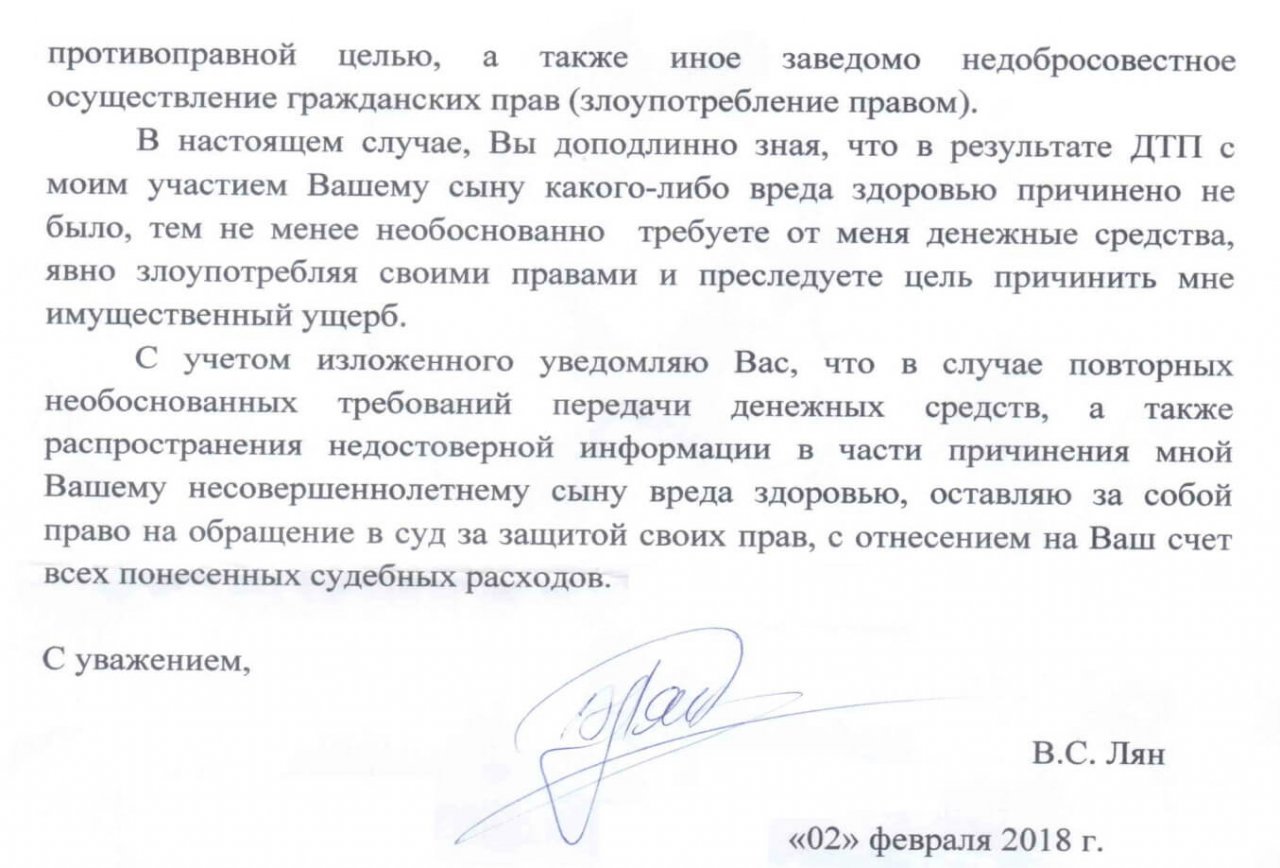 противоправной целью, а также иное заведомо недобросовестное
осуществление гражданских прав (злоупотребление правом).
В настоящем случае, Вы доподлинно зная, что в результате ДТП с
моим участием Вашему сыну какого-либо вреда здоровью причинено не
было, тем не менее необоснованно требуете от меня денежные средства,
явно злоупотребляя своими правами и преследуете цель причинить мне
имущественный ущерб.
С учетом изложенного уведомляю Вас, что в случае повторных
необоснованных требований передачи денежных средств, а также
распространения недостоверной информации в части причинения мной
Вашему несовершеннолетнему сыну вреда здоровью, оставляю за собой
право на обращение в суд за защитой своих прав, с отнесением на Ваш счет
всех понесенных судебных расходов.
С уважением,
В.С. Лян
«02» февраля 2018 г.